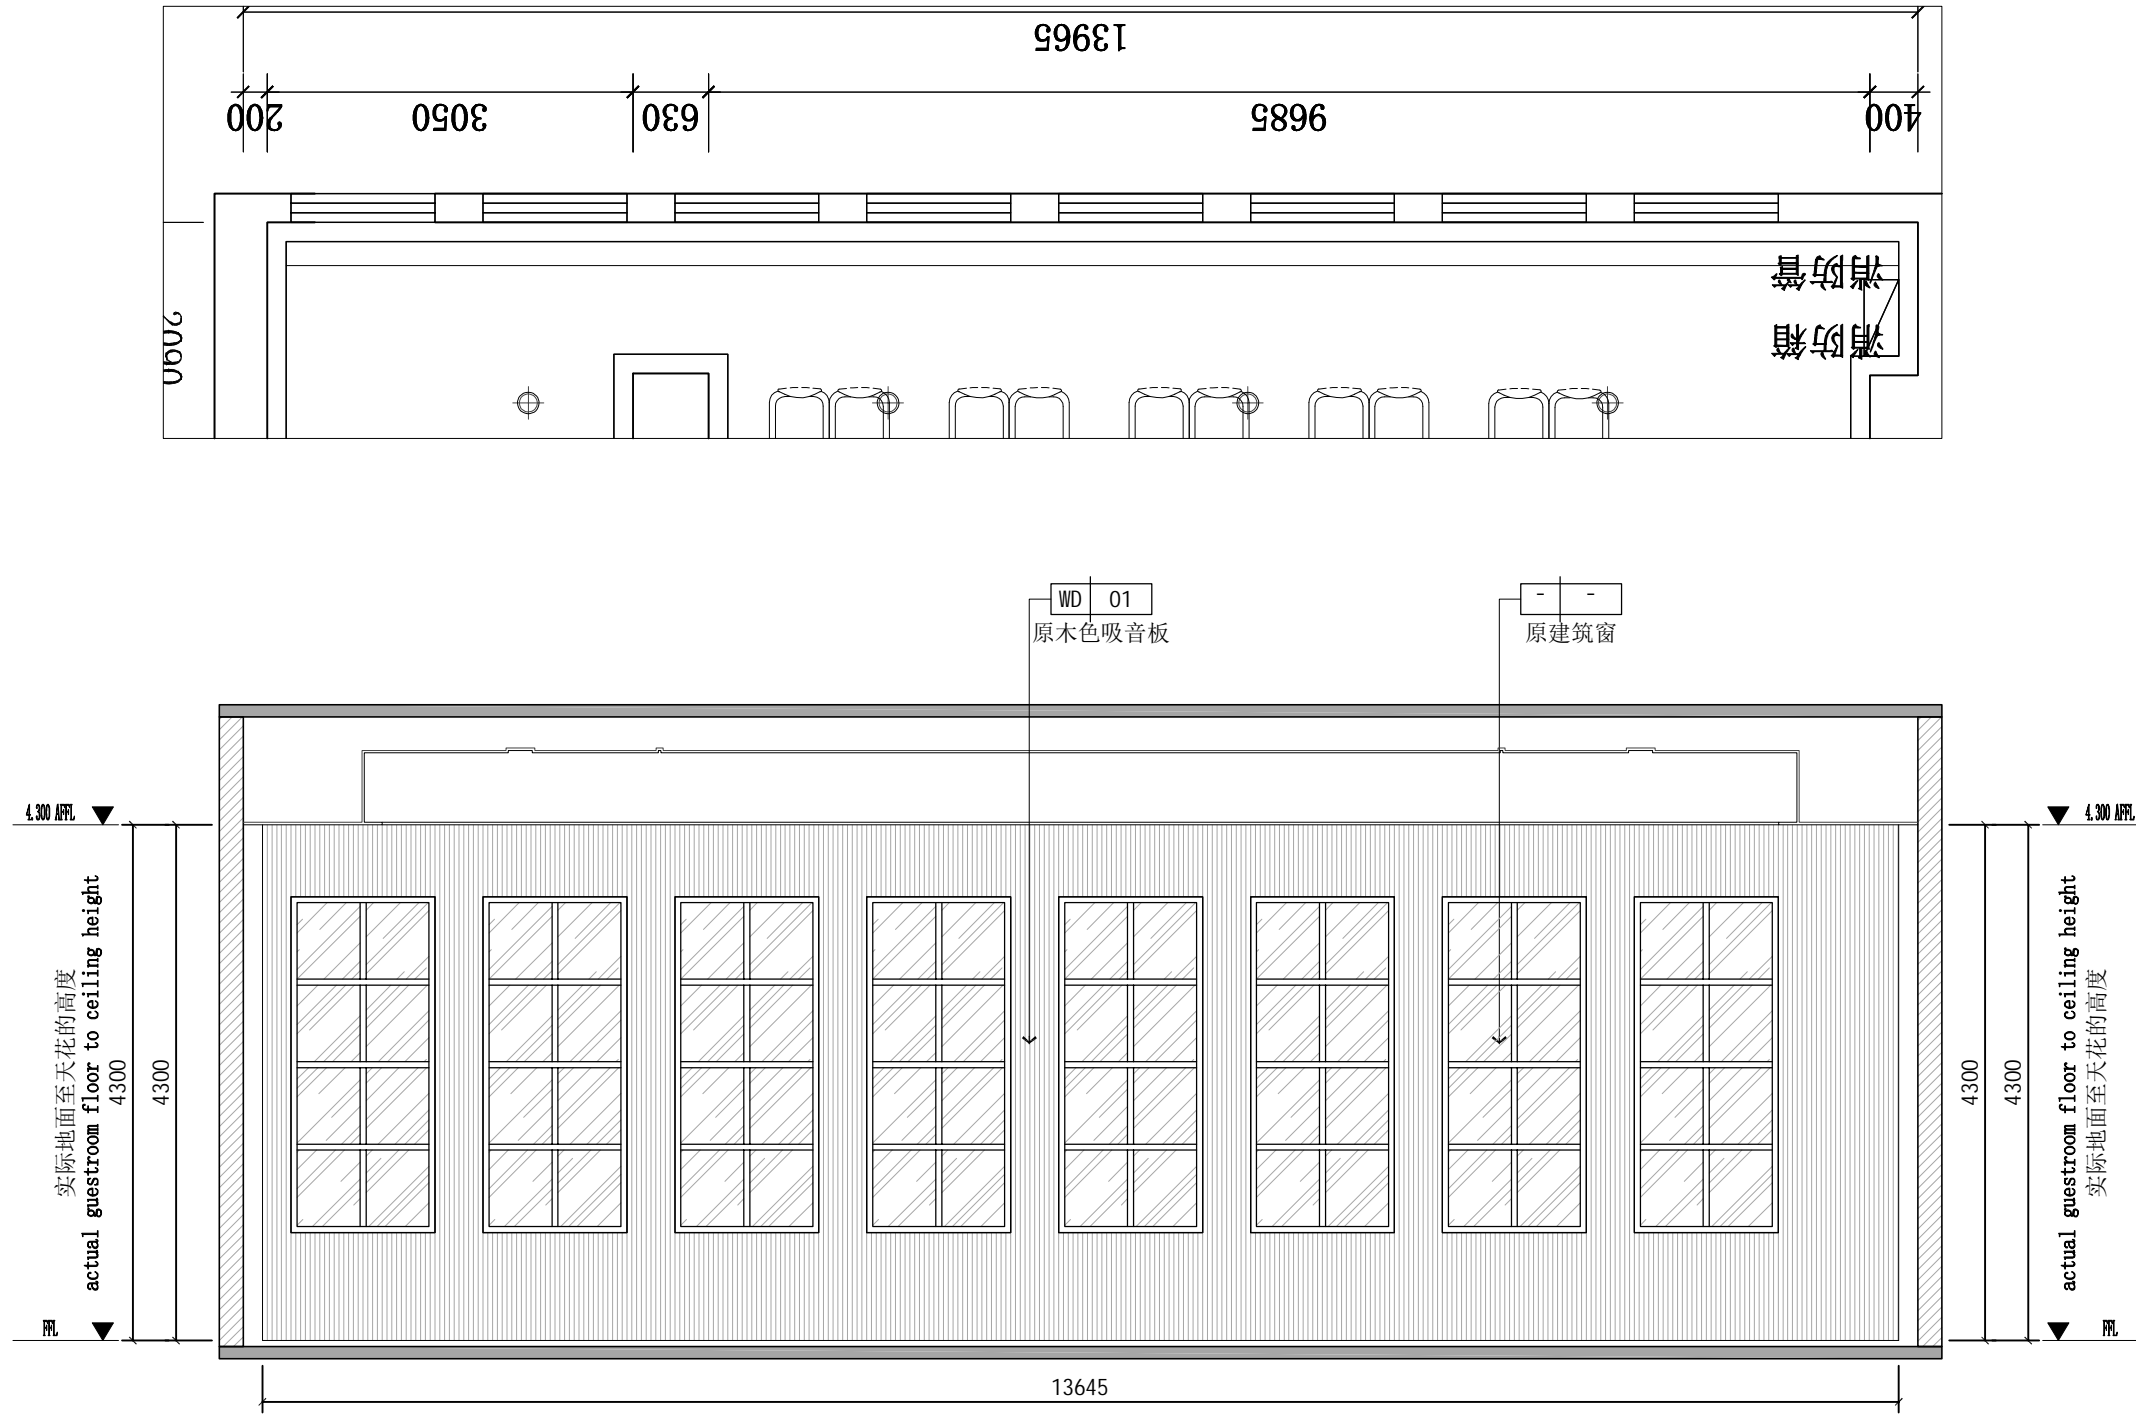 13965
200
3050
630
9685
400
消防管
消防箱
2090
WD 01
原木色吸音板
- -
原建筑窗
4.300 AFFL
4.300 AFFL
实际地面至天花的高度
actual guestroom floor to ceiling height
4300
4300
4300
4300
actual guestroom floor to ceiling height
实际地面至天花的高度
FFL
FFL
13645